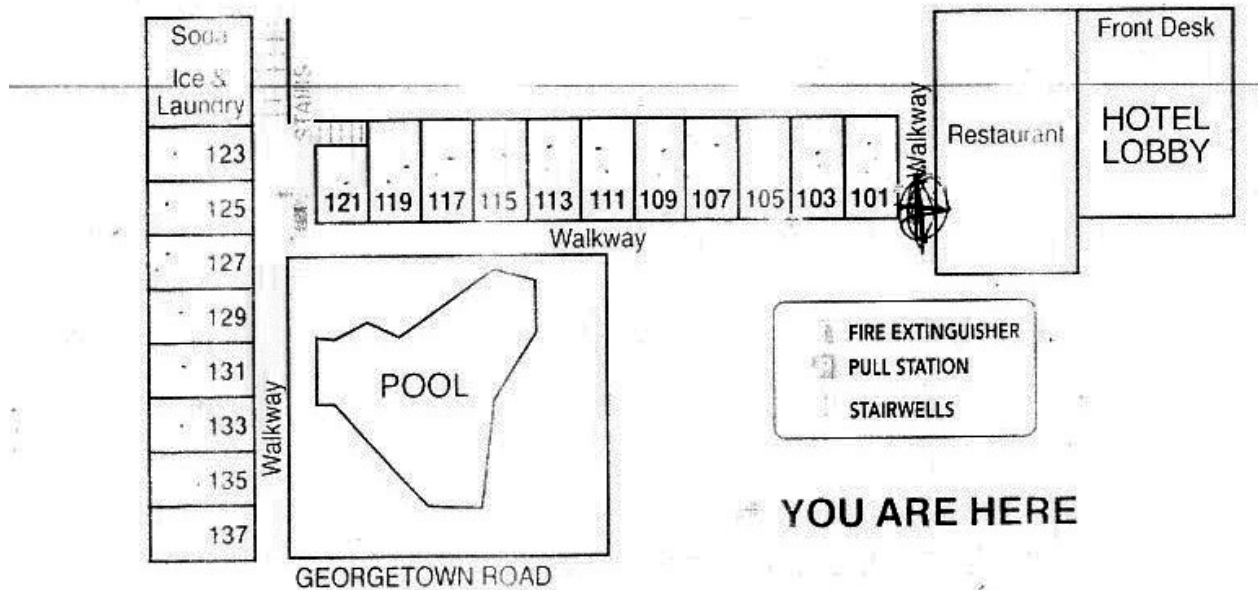 Soda
Ice &
Laundry
STAIRS
123
125
127
129
131
133
135
137
121 119 117 115 113 111 109 107 105 103 101
Walkway
Walkway
Walkway
Restaurant
Front Desk
HOTEL
LOBBY
POOL
FIRE EXTINGUISHER
PULL STATION
STAIRWELLS
YOU ARE HERE
GEORGETOWN ROAD